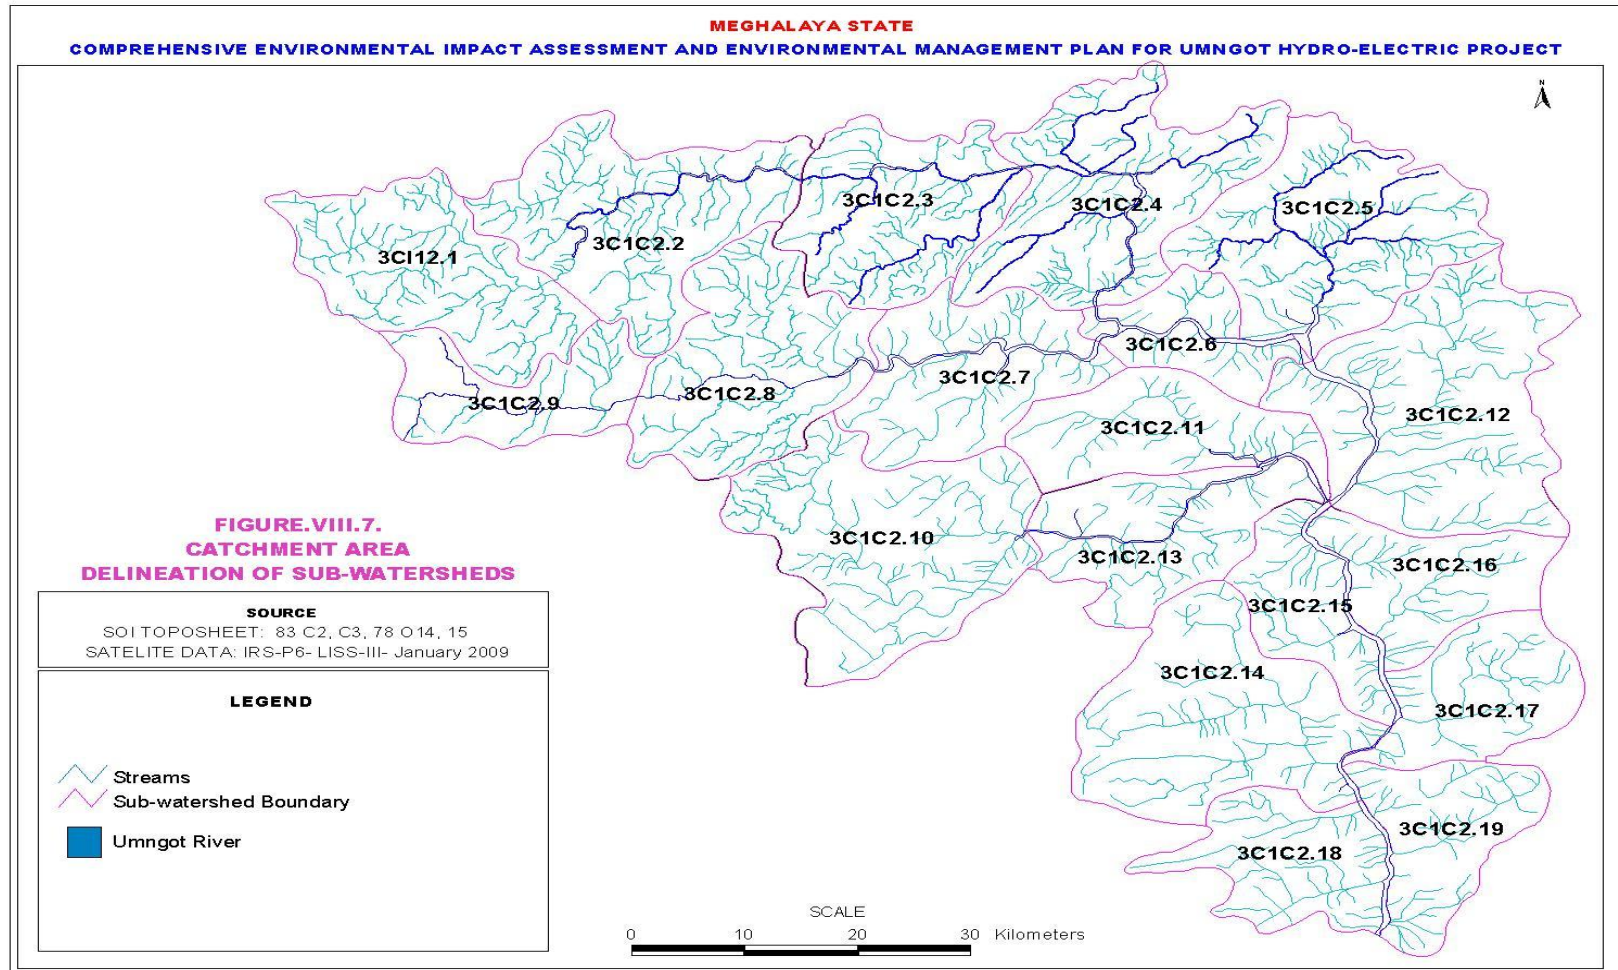 MEGHALAYA STATE
COMPREHENSIVE ENVIRONMENTAL IMPACT ASSESSMENT AND ENVIRONMENTAL MANAGEMENT PLAN FOR UMNGOT HYDRO-ELECTRIC PROJECT
N
3C1C2.3
3C1C2.4
3C1C2.5
3C1C2.2
3CI12.1
3C1C2.6
3C1C2.7
3C1C2.8
3C1C2.9
3C1C2.12
3C1C2.11
3C1C2.10
3C1C2.13
3C1C2.16
3C1C2.15
3C1C2.14
3C1C2.17
3C1C2.19
3C1C2.18
FIGURE.VIII.7.
CATCHMENT AREA
DELINEATION OF SUB-WATERSHEDS
SOURCE
SOI TOPOSHEET: 83 C2, C3, 78 O14, 15
SATELITE DATA: IRS-P6- LISS-III- January 2009
LEGEND
Streams
Sub-watershed Boundary
Umngot River
SCALE
0 10 20 30 Kilometers